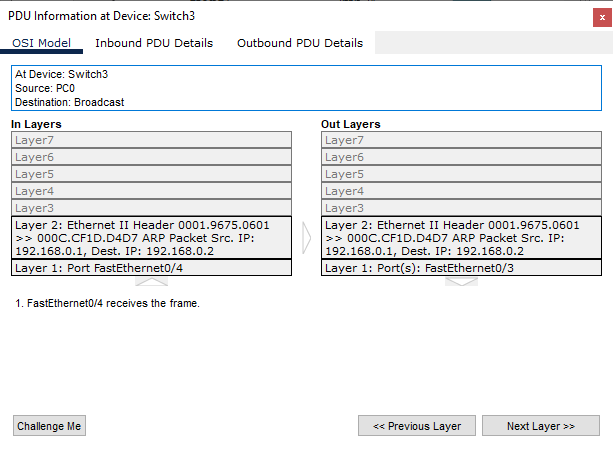 PDU Information at Device: Switch3
x
OSI Model
Inbound PDU Details
Outbound PDU Details
At Device: Switch3
Source: PC0
Destination: Broadcast
In Layers
Layer7
Layer6
Layer5
Layer4
Layer3
Layer 2: Ethernet II Header 0001.9675.0601
>> 000C.CF1D.D4D7 ARP Packet Src. IP:
192.168.0.1, Dest. IP: 192.168.0.2
Layer 1: Port FastEthernet0/4
Out Layers
Layer7
Layer6
Layer5
Layer4
Layer3
Layer 2: Ethernet II Header 0001.9675.0601
>> 000C.CF1D.D4D7 ARP Packet Src. IP:
192.168.0.1, Dest. IP: 192.168.0.2
Layer 1: Port(s): FastEthernet0/3
1. FastEthernet0/4 receives the frame.
Challenge Me
<< Previous Layer
Next Layer >>